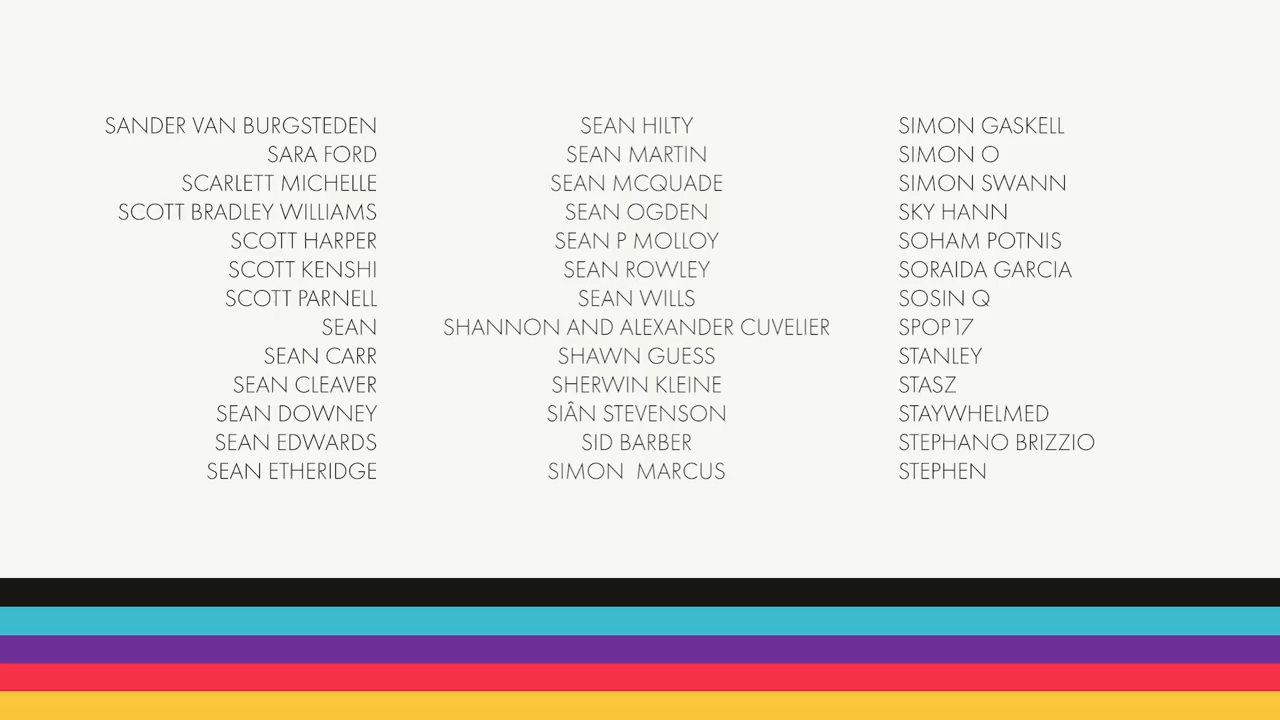 SANDER VAN BURGSTEDEN
SARA FORD
SCARLETT MICHELLE
SCOTT BRADLEY WILLIAMS
SCOTT HARPER
SCOTT KENSHI
SCOTT PARNELL
SEAN
SEAN CARR
SEAN CLEAVER
SEAN DOWNEY
SEAN EDWARDS
SEAN ETHERIDGE
SEAN HILTY
SEAN MARTIN
SEAN MCQUADE
SEAN OGDEN
SEAN P MOLLOY
SEAN ROWLEY
SEAN WILLS
SHANNON AND ALEXANDER CUVELIER
SHAWN GUESS
SHERWIN KLEINE
SIÂN STEVENSON
SID BARBER
SIMON  MARCUS
SIMON GASKELL
SIMON O
SIMON SWANN
SKY HANN
SOHAM POTNIS
SORAIDA GARCIA
SOSIN Q
SPOP17
STANLEY
STASZ
STAYWHELMED
STEPHANO BRIZZIO
STEPHEN